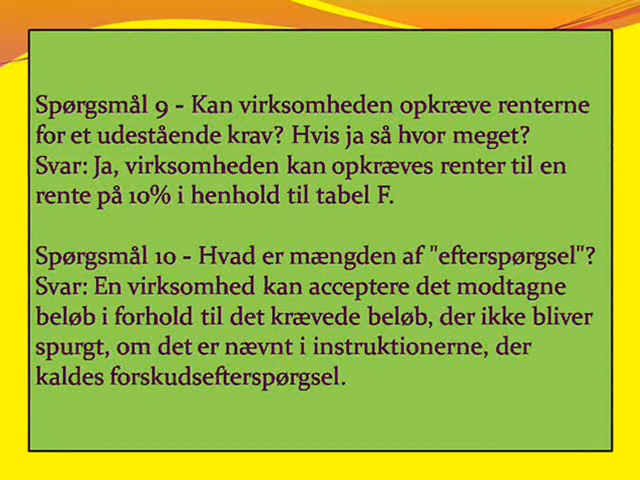 Spørgsmål 9 - Kan virksomheden opkræve renterne
for et udestående krav? Hvis ja så hvor meget?
Svar: Ja, virksomheden kan opkræves renter til en
rente på 10% i henhold til tabel F.
Spørgsmål 10 - Hvad er mængden af "efterspørgsel"?
Svar: En virksomhed kan acceptere det modtagne
beløb i forhold til det krævede beløb, der ikke bliver
spurgt, om det er nævnt i instruktionerne, der
kaldes forskudsefterspørgsel.